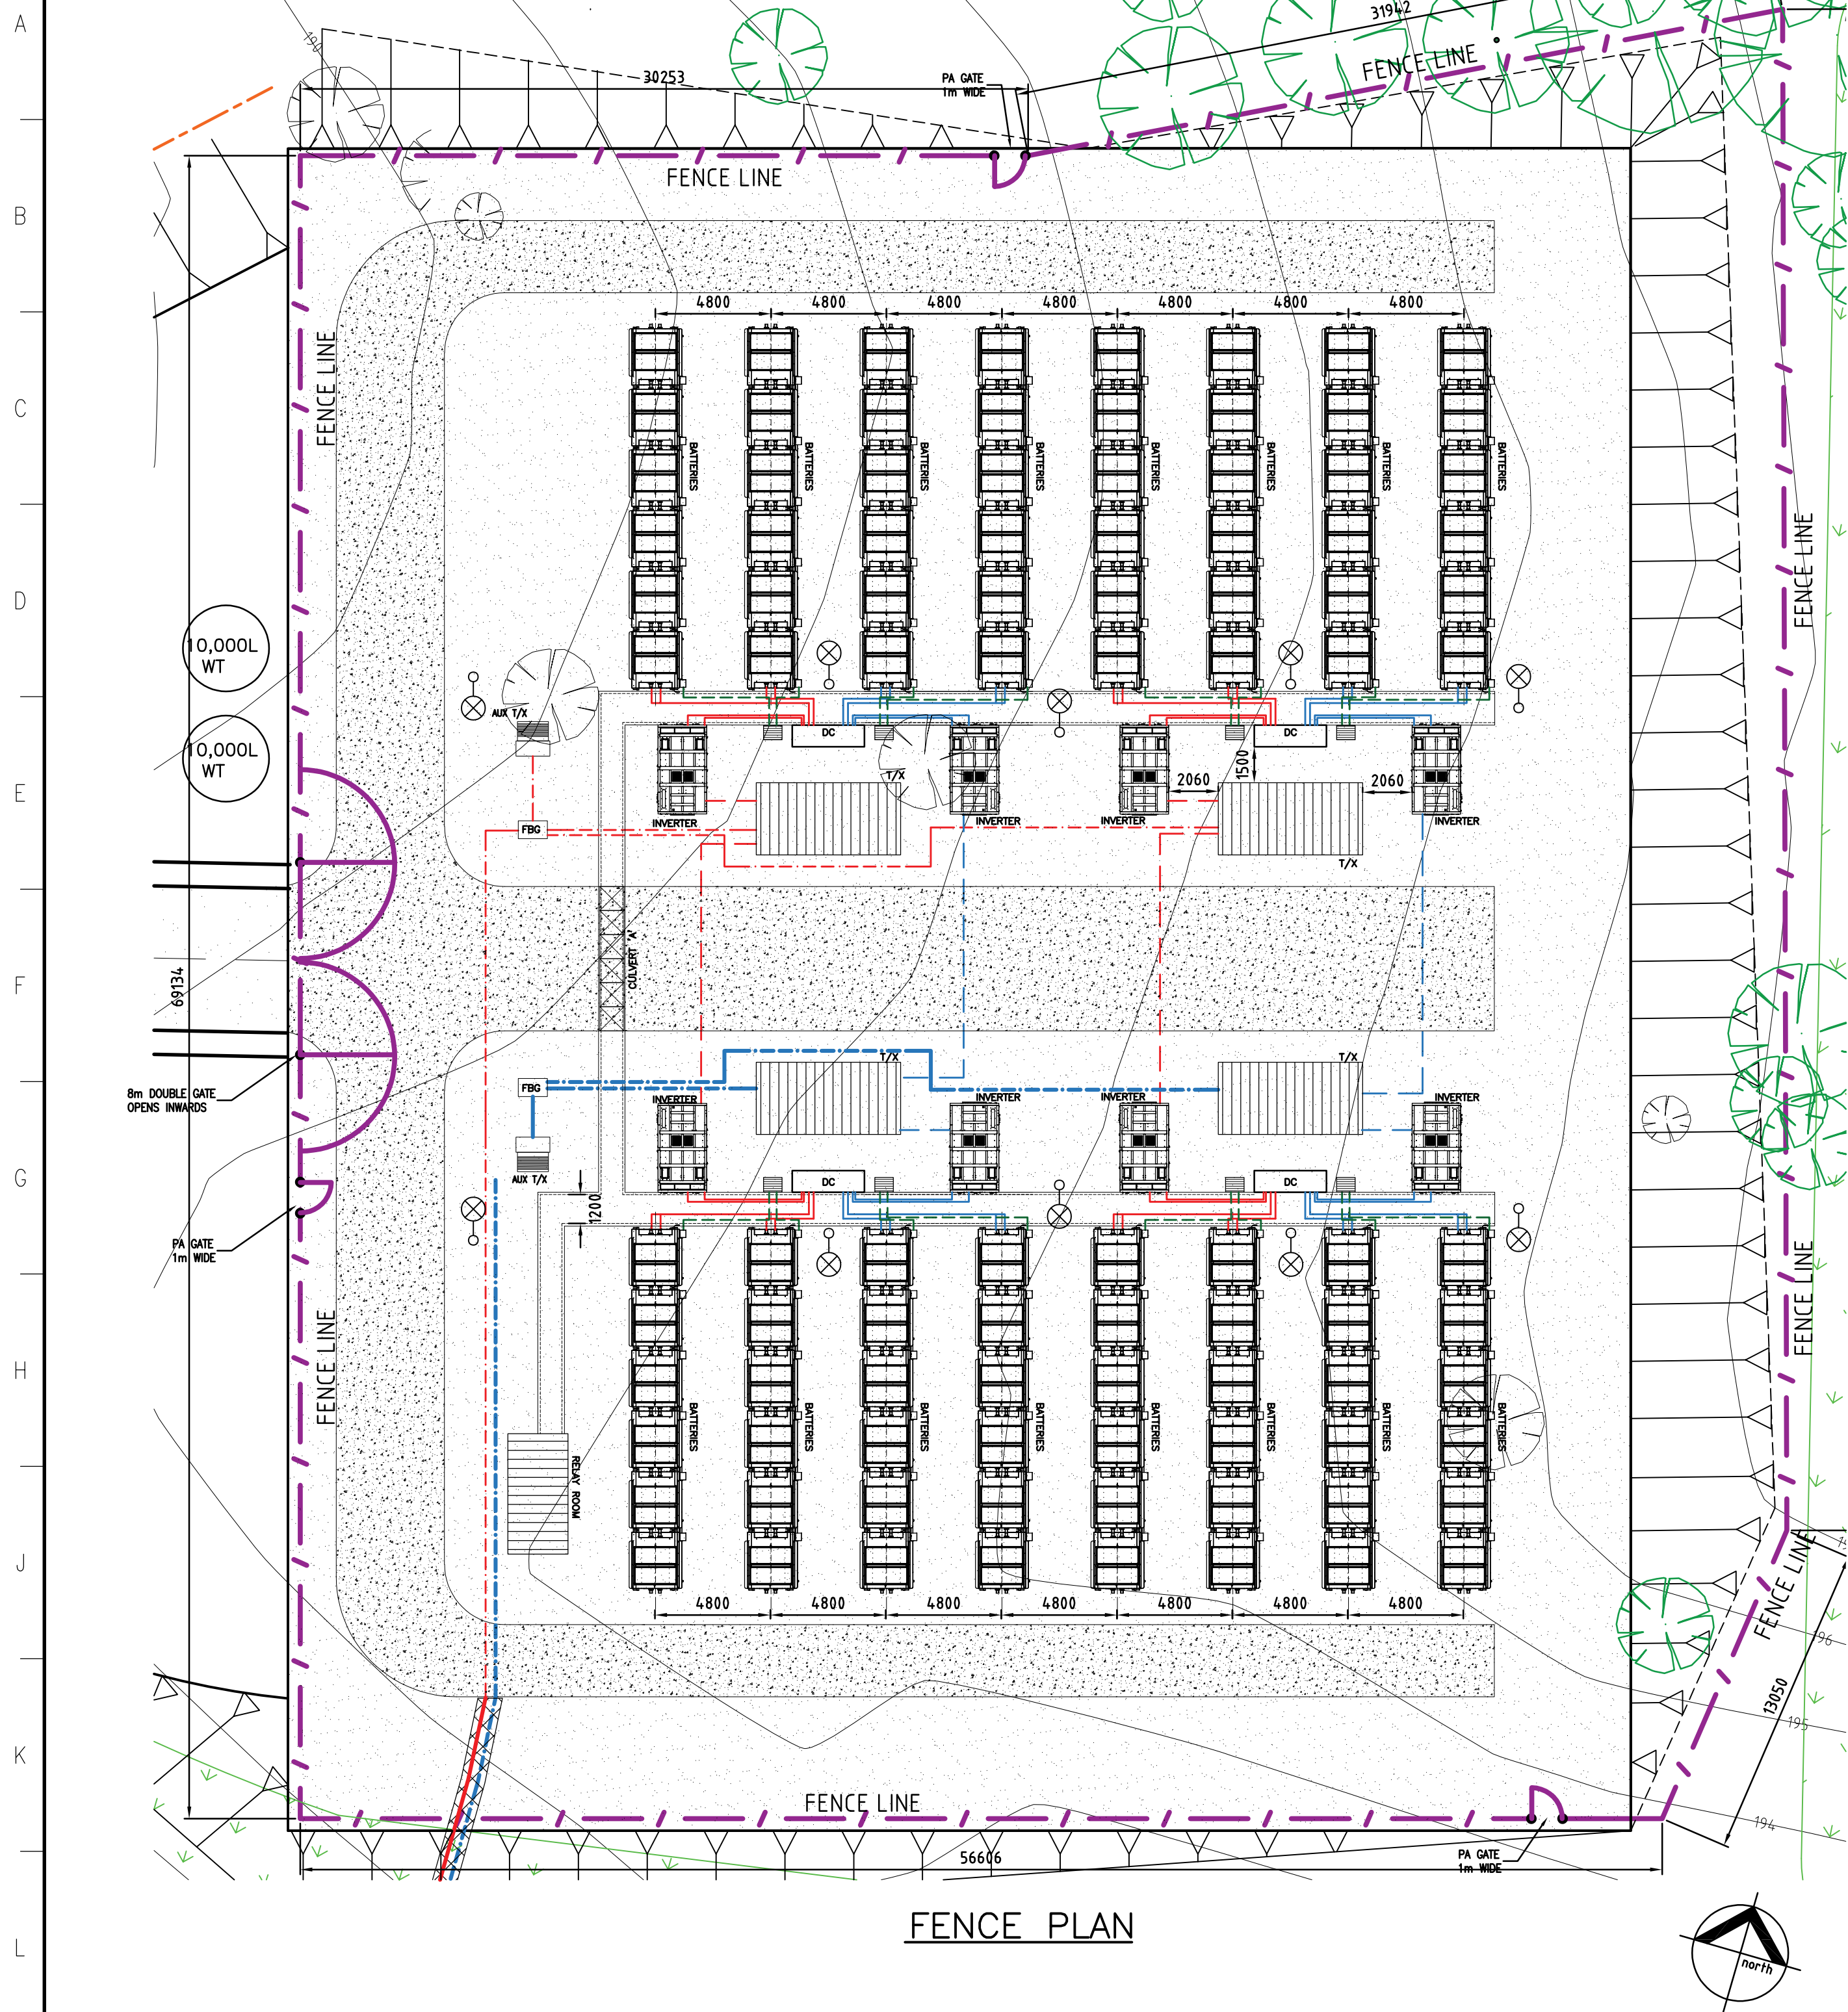 A
31942
190
FENCE LINE
30253
PA GATE
1m WIDE
FENCE LINE
B
4800 4800 4800 4800 4800 4800 4800
FENCE LINE
C
BATTERIES BATTERIES BATTERIES BATTERIES BATTERIES BATTERIES BATTERIES BATTERIES
FENCE LINE
D
10,000L
WT
AUX T/X
10,000L
WT
DC DC
T/X
1500
E
2060 2060
INVERTER INVERTER INVERTER INVERTER
FBG
T/X
CULVERT 'A'
F
69134
T/X T/X
FBG
8m DOUBLE GATE
OPENS INWARDS
INVERTER INVERTER INVERTER INVERTER
G
AUX T/X
DC DC
1200
PA GATE
1m WIDE
FENCE LINE
FENCE LINE
H
BATTERIES BATTERIES BATTERIES BATTERIES BATTERIES BATTERIES BATTERIES BATTERIES
RELAY ROOM
J
FENCE LINE
4800 4800 4800 4800 4800 4800 4800
196
13050
195
K
FENCE LINE
194
56606
PA GATE
1m WIDE
FENCE PLAN
L
north